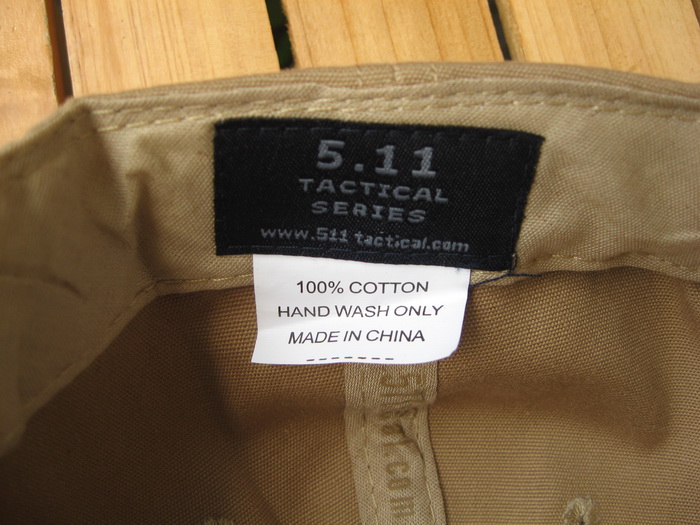 5.11
TACTICAL
SERIES
www.511tactical.com
100% COTTON
HAND WASH ONLY
MADE IN CHINA